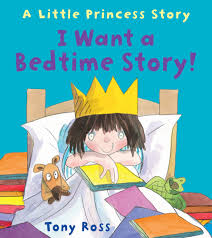 A Little Princess Story
I Want a
Bedtime Story!
Tony Ross